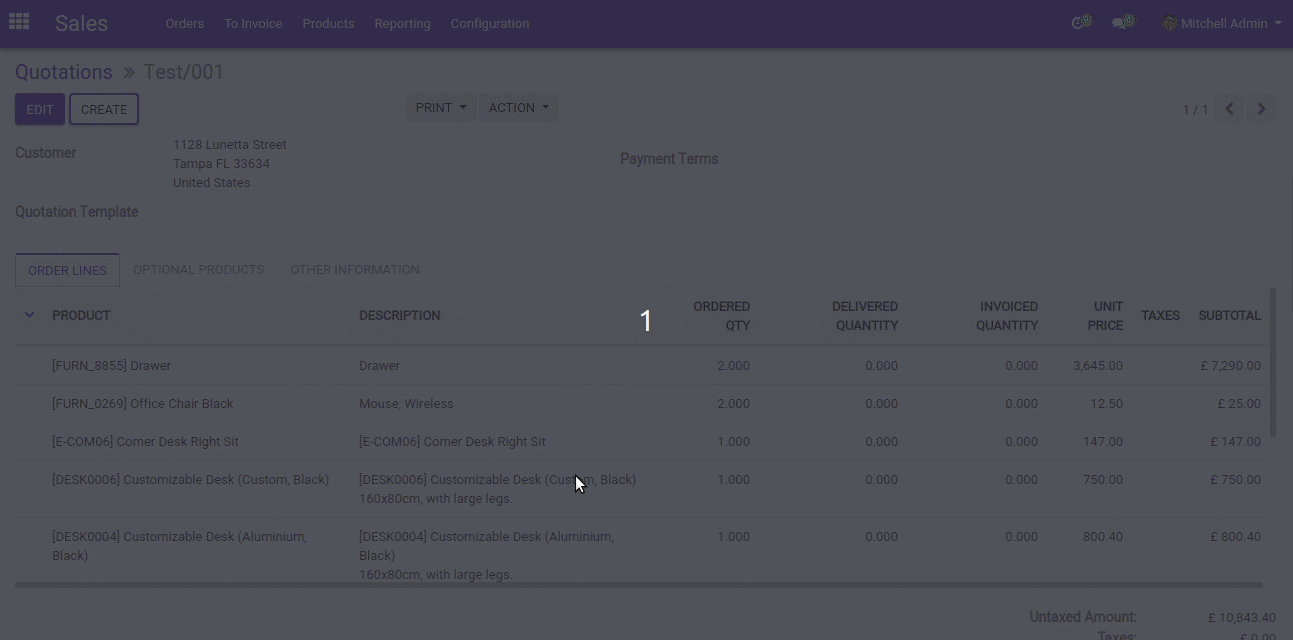 Sales Orders To Invoice Products Reporting Configuration Mitchell Admin
Quotations » Test/001
EDIT CREATE PRINT ACTION 1 / 1
Customer 1128 Lunetta Street Payment Terms
Tampa FL 33634
United States
Quotation Template
ORDER LINES OPTIONAL PRODUCTS OTHER INFORMATION
PRODUCT DESCRIPTION ORDERED QTY DELIVERED QUANTITY INVOICED QUANTITY UNIT PRICE TAXES SUBTOTAL
1
[FURN_8855] Drawer Drawer 2.000 0.000 0.000 3,645.00 £ 7,290.00
[FURN_0269] Office Chair Black Mouse, Wireless 2.000 0.000 0.000 12.50 £ 25.00
[E-COM06] Corner Desk Right Sit [E-COM06] Corner Desk Right Sit 1.000 0.000 0.000 147.00 £ 147.00
[DESK0006] Customizable Desk (Custom, Black) [DESK0006] Customizable Desk (Custom, Black) 1.000 0.000 0.000 750.00 £ 750.00
160x80cm, with large legs.
[DESK0004] Customizable Desk (Aluminium, [DESK0004] Customizable Desk (Aluminium, 1.000 0.000 0.000 800.40 £ 800.40
Black) Black)
160x80cm, with large legs.
Untaxed Amount: £ 10,843.40
Taxes: £ 0.00